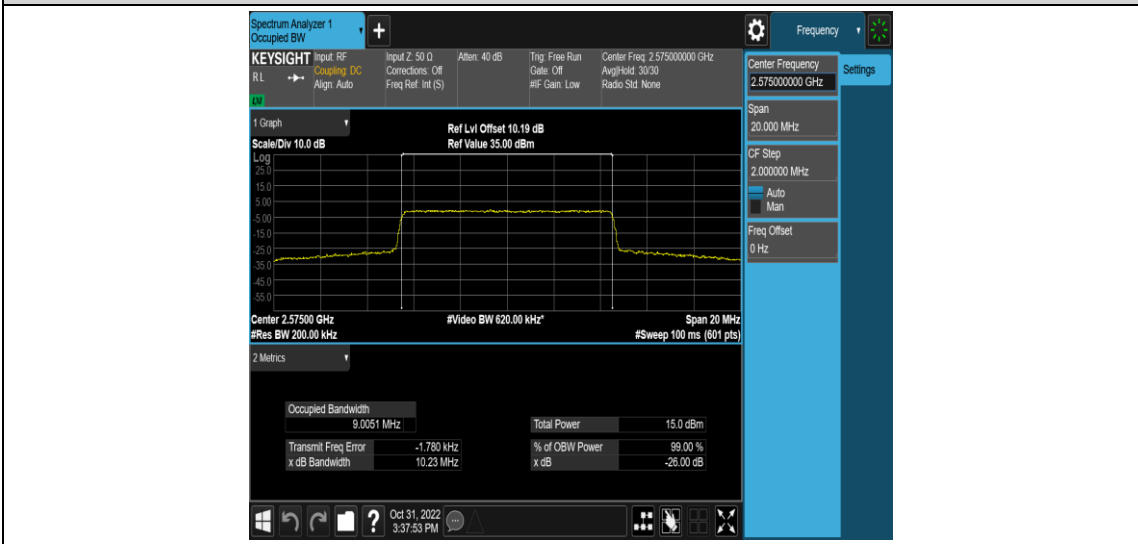 Spectrum Analyzer 1
Occupied BW
+
Frequency
KEYSIGHT
RL
LXI
Input: RF
Coupling: DC
Align: Auto
Input Z: 50 Ω
Corrections: Off
Freq Ref: Int (S)
Atten: 40 dB
Trig: Free Run
Gate: Off
#IF Gain: Low
Center Freq: 2.575000000 GHz
Avg|Hold: 30/30
Radio Std: None
Center Frequency
2.575000000 GHz
Settings
Span
20.000 MHz
CF Step
2.000000 MHz
Auto
Man
Freq Offset
0 Hz
1 Graph
Scale/Div 10.0 dB
Ref Lvl Offset 10.19 dB
Ref Value 35.00 dBm
Log
25.0
15.0
5.00
-5.00
-15.0
-25.0
-35.0
-45.0
-55.0
Center 2.57500 GHz
#Video BW 620.00 kHz*
Span 20 MHz
#Res BW 200.00 kHz
#Sweep 100 ms (601 pts)
2 Metrics
Occupied Bandwidth
9.0051 MHz
Total Power 15.0 dBm
Transmit Freq Error -1.780 kHz
% of OBW Power 99.00 %
x dB Bandwidth 10.23 MHz
x dB -26.00 dB
?
Oct 31, 2022
3:37:53 PM